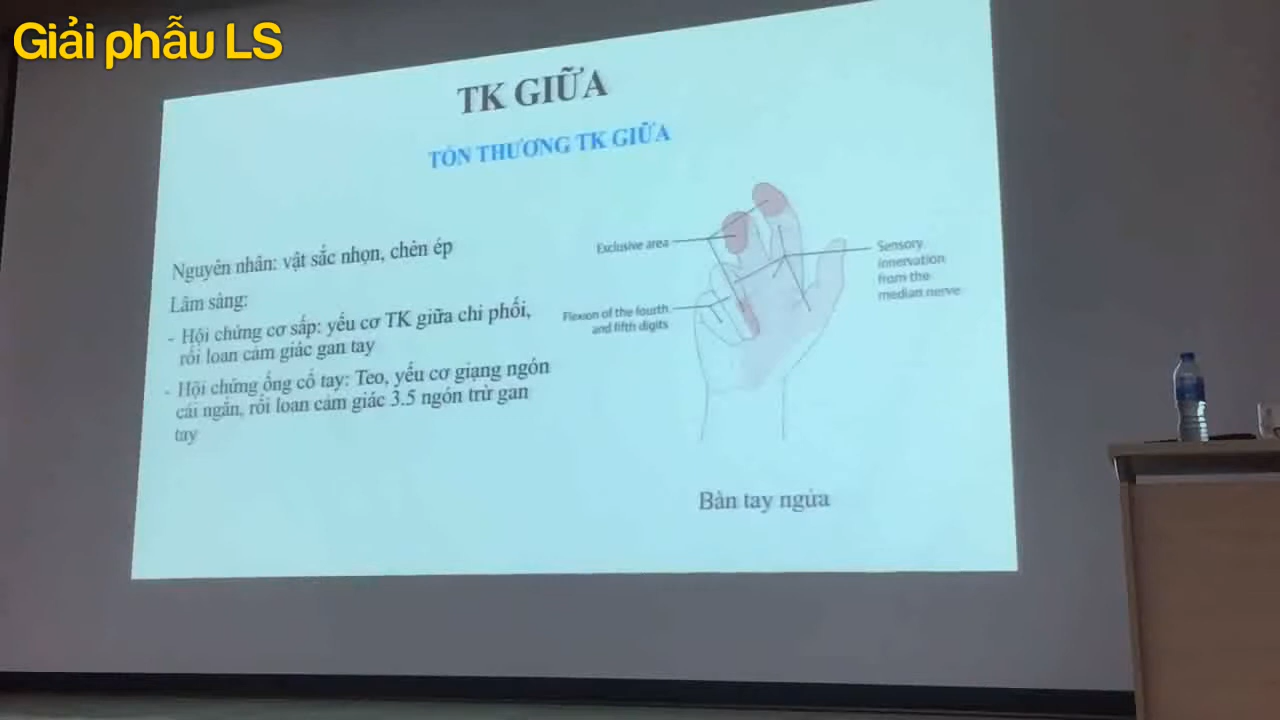 Giải phẫu LS
TK GIỮA
TỔN THƯƠNG TK GIỮA
Nguyên nhân: vật sắc nhọn, chèn ép
Lâm sàng:
- Hội chứng cơ sấp: yếu cơ TK giữa chi phối,
rối loan cảm giác gan tay
- Hội chứng ống cổ tay: Teo, yếu cơ giạng ngón
cái ngắn, rối loan cảm giác 3.5 ngón trừ gan
tay
Exclusive area
Flexion of the fourth
and fifth digits
Sensory
innervation
from the
median nerve
Bàn tay ngửa